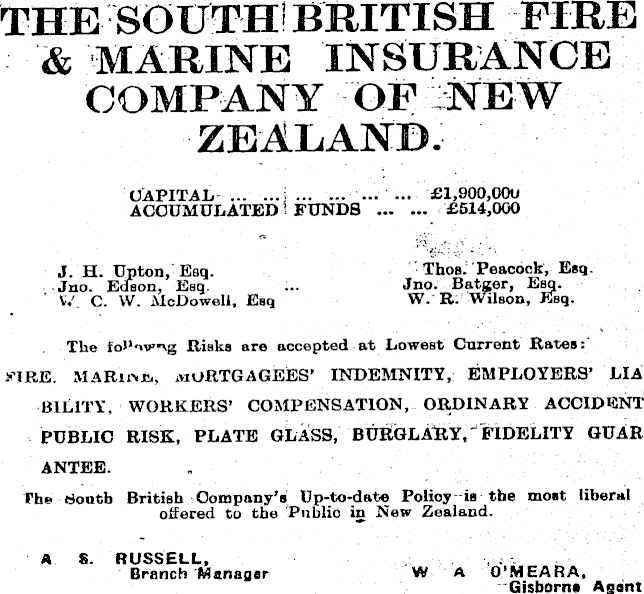 THE SOUTH BRITISH FIRE
& MARINE INSURANCE
COMPANY OF NEW
ZEALAND.
CAPITAL ... ... ... ... ... ... £1,900,000
ACCUMULATED FUNDS ... ... £514,000
J. H. Upton, Esq. Thos. Peacock, Esq.
Jno. Edson, Esq. ... Jno. Batger, Esq.
W. C. W. McDowell, Esq W. R. Wilson, Esq.
The following Risks are accepted at Lowest Current Rates:
FIRE. MARINE, MORTGAGEES' INDEMNITY, EMPLOYERS' LIA
BILITY, WORKERS' COMPENSATION, ORDINARY ACCIDENT
PUBLIC RISK, PLATE GLASS, BURGLARY, FIDELITY GUAR
ANTEE.
The South British Company's Up-to-date Policy is the most liberal
offered to the Public in New Zealand.
A S. RUSSELL,
Branch Manager
W A O'MEARA,
Gisborne Agent